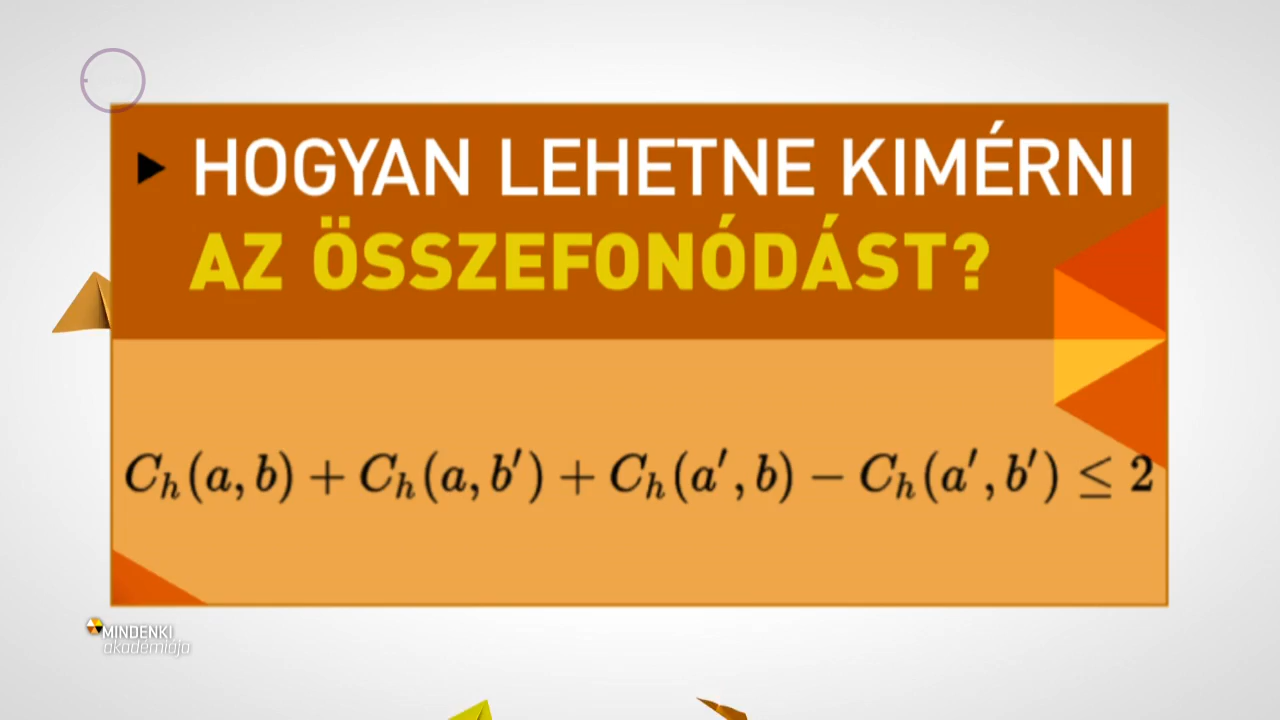 HOGYAN LEHETNE KIMÉRNI
AZ ÖSSZEFONÓDÁST?
C_h(a, b) + C_h(a, b′) + C_h(a′, b) − C_h(a′, b′) ≤ 2
MINDENKI
akadémiája